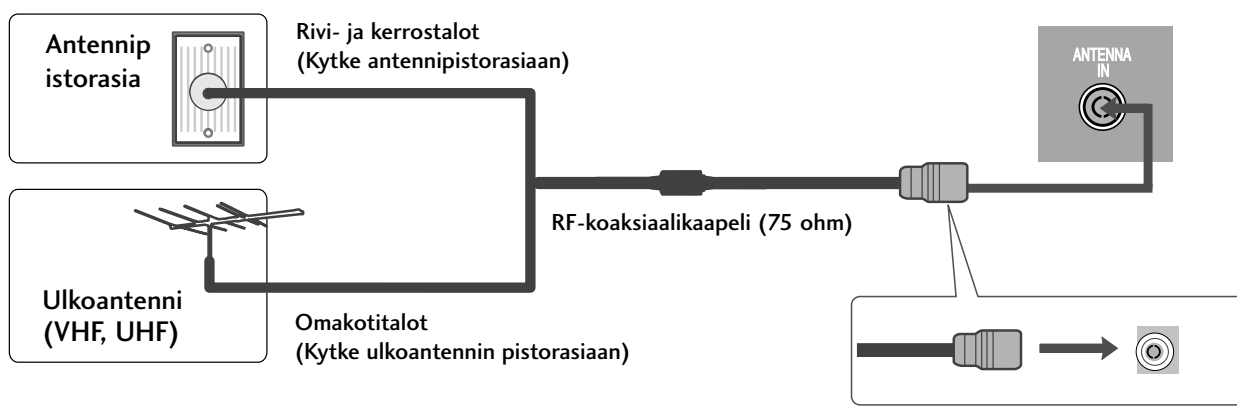 Antennip
istorasia
Rivi- ja kerrostalot
(Kytke antennipistorasiaan)
ANTENNA
IN
RF-koaksiaalikaapeli (75 ohm)
Ulkoantenni
(VHF, UHF)
Omakotitalot
(Kytke ulkoantennin pistorasiaan)